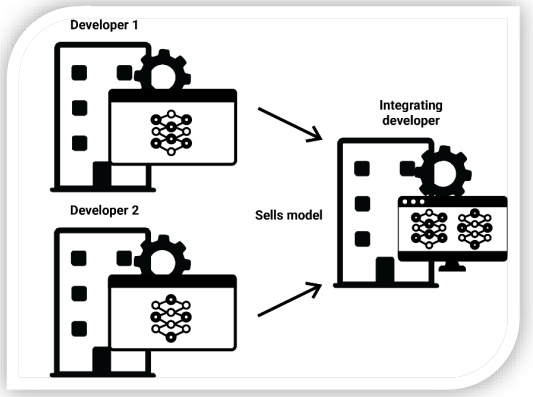 Developer 1
Integrating
developer
Developer 2
Sells model